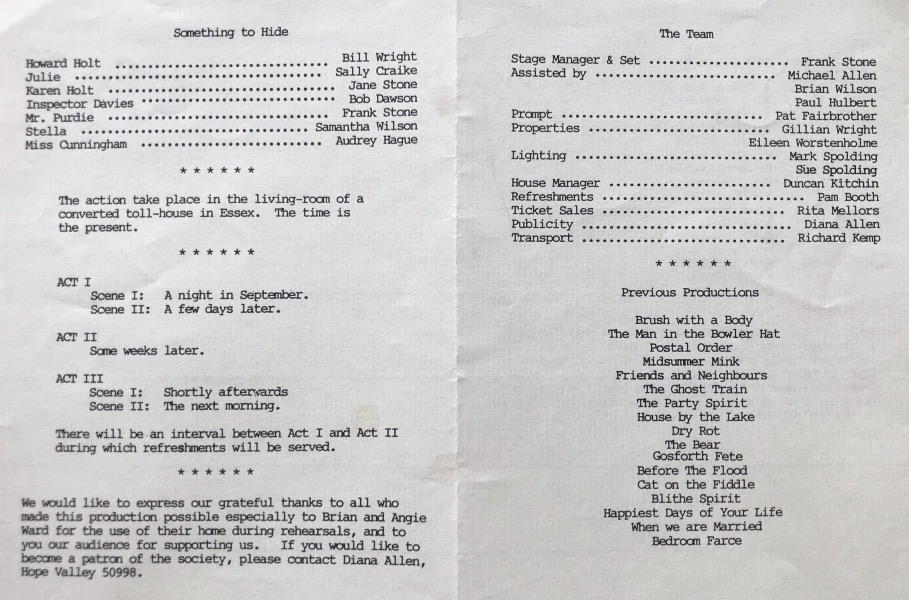 Something to Hide
Howard Holt ................................ Bill Wright
Julie ....................................... Sally Craike
Karen Holt .................................. Jane Stone
Inspector Davies ............................ Bob Dawson
Mr. Purdie ................................. Frank Stone
Stella ................................... Samantha Wilson
Miss Cunningham ........................... Audrey Hague
* * * * * *
The action take place in the living-room of a
converted toll-house in Essex. The time is
the present.
* * * * * *
ACT I
Scene I: A night in September.
Scene II: A few days later.
ACT II
Some weeks later.
ACT III
Scene I: Shortly afterwards
Scene II: The next morning.
There will be an interval between Act I and Act II
during which refreshments will be served.
* * * * * *
We would like to express our grateful thanks to all who
made this production possible especially to Brian and Angie
Ward for the use of their home during rehearsals, and to
you our audience for supporting us. If you would like to
become a patron of the society, please contact Diana Allen,
Hope Valley 50998.
The Team
Stage Manager & Set ........................ Frank Stone
Assisted by ........................... Michael Allen
Brian Wilson
Paul Hulbert
Prompt ................................. Pat Fairbrother
Properties ............................ Gillian Wright
Eileen Worstenholme
Lighting .............................. Mark Spolding
Sue Spolding
House Manager ........................ Duncan Kitchin
Refreshments ............................... Pam Booth
Ticket Sales ............................ Rita Mellors
Publicity ............................... Diana Allen
Transport ............................... Richard Kemp
* * * * * *
Previous Productions
Brush with a Body
The Man in the Bowler Hat
Postal Order
Midsummer Mink
Friends and Neighbours
The Ghost Train
The Party Spirit
House by the Lake
Dry Rot
The Bear
Gosforth Fete
Before The Flood
Cat on the Fiddle
Blithe Spirit
Happiest Days of Your Life
When we are Married
Bedroom Farce